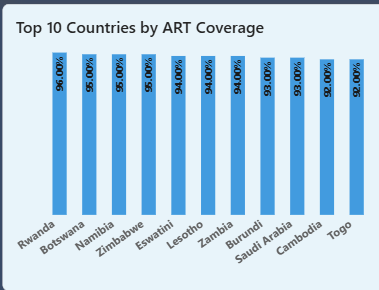 Top 10 Countries by ART Coverage
96.00%
95.00%
95.00%
95.00%
94.00%
94.00%
94.00%
93.00%
93.00%
92.00%
92.00%
Rwanda
Botswana
Namibia
Zimbabwe
Eswatini
Lesotho
Zambia
Burundi
Saudi Arabia
Cambodia
Togo